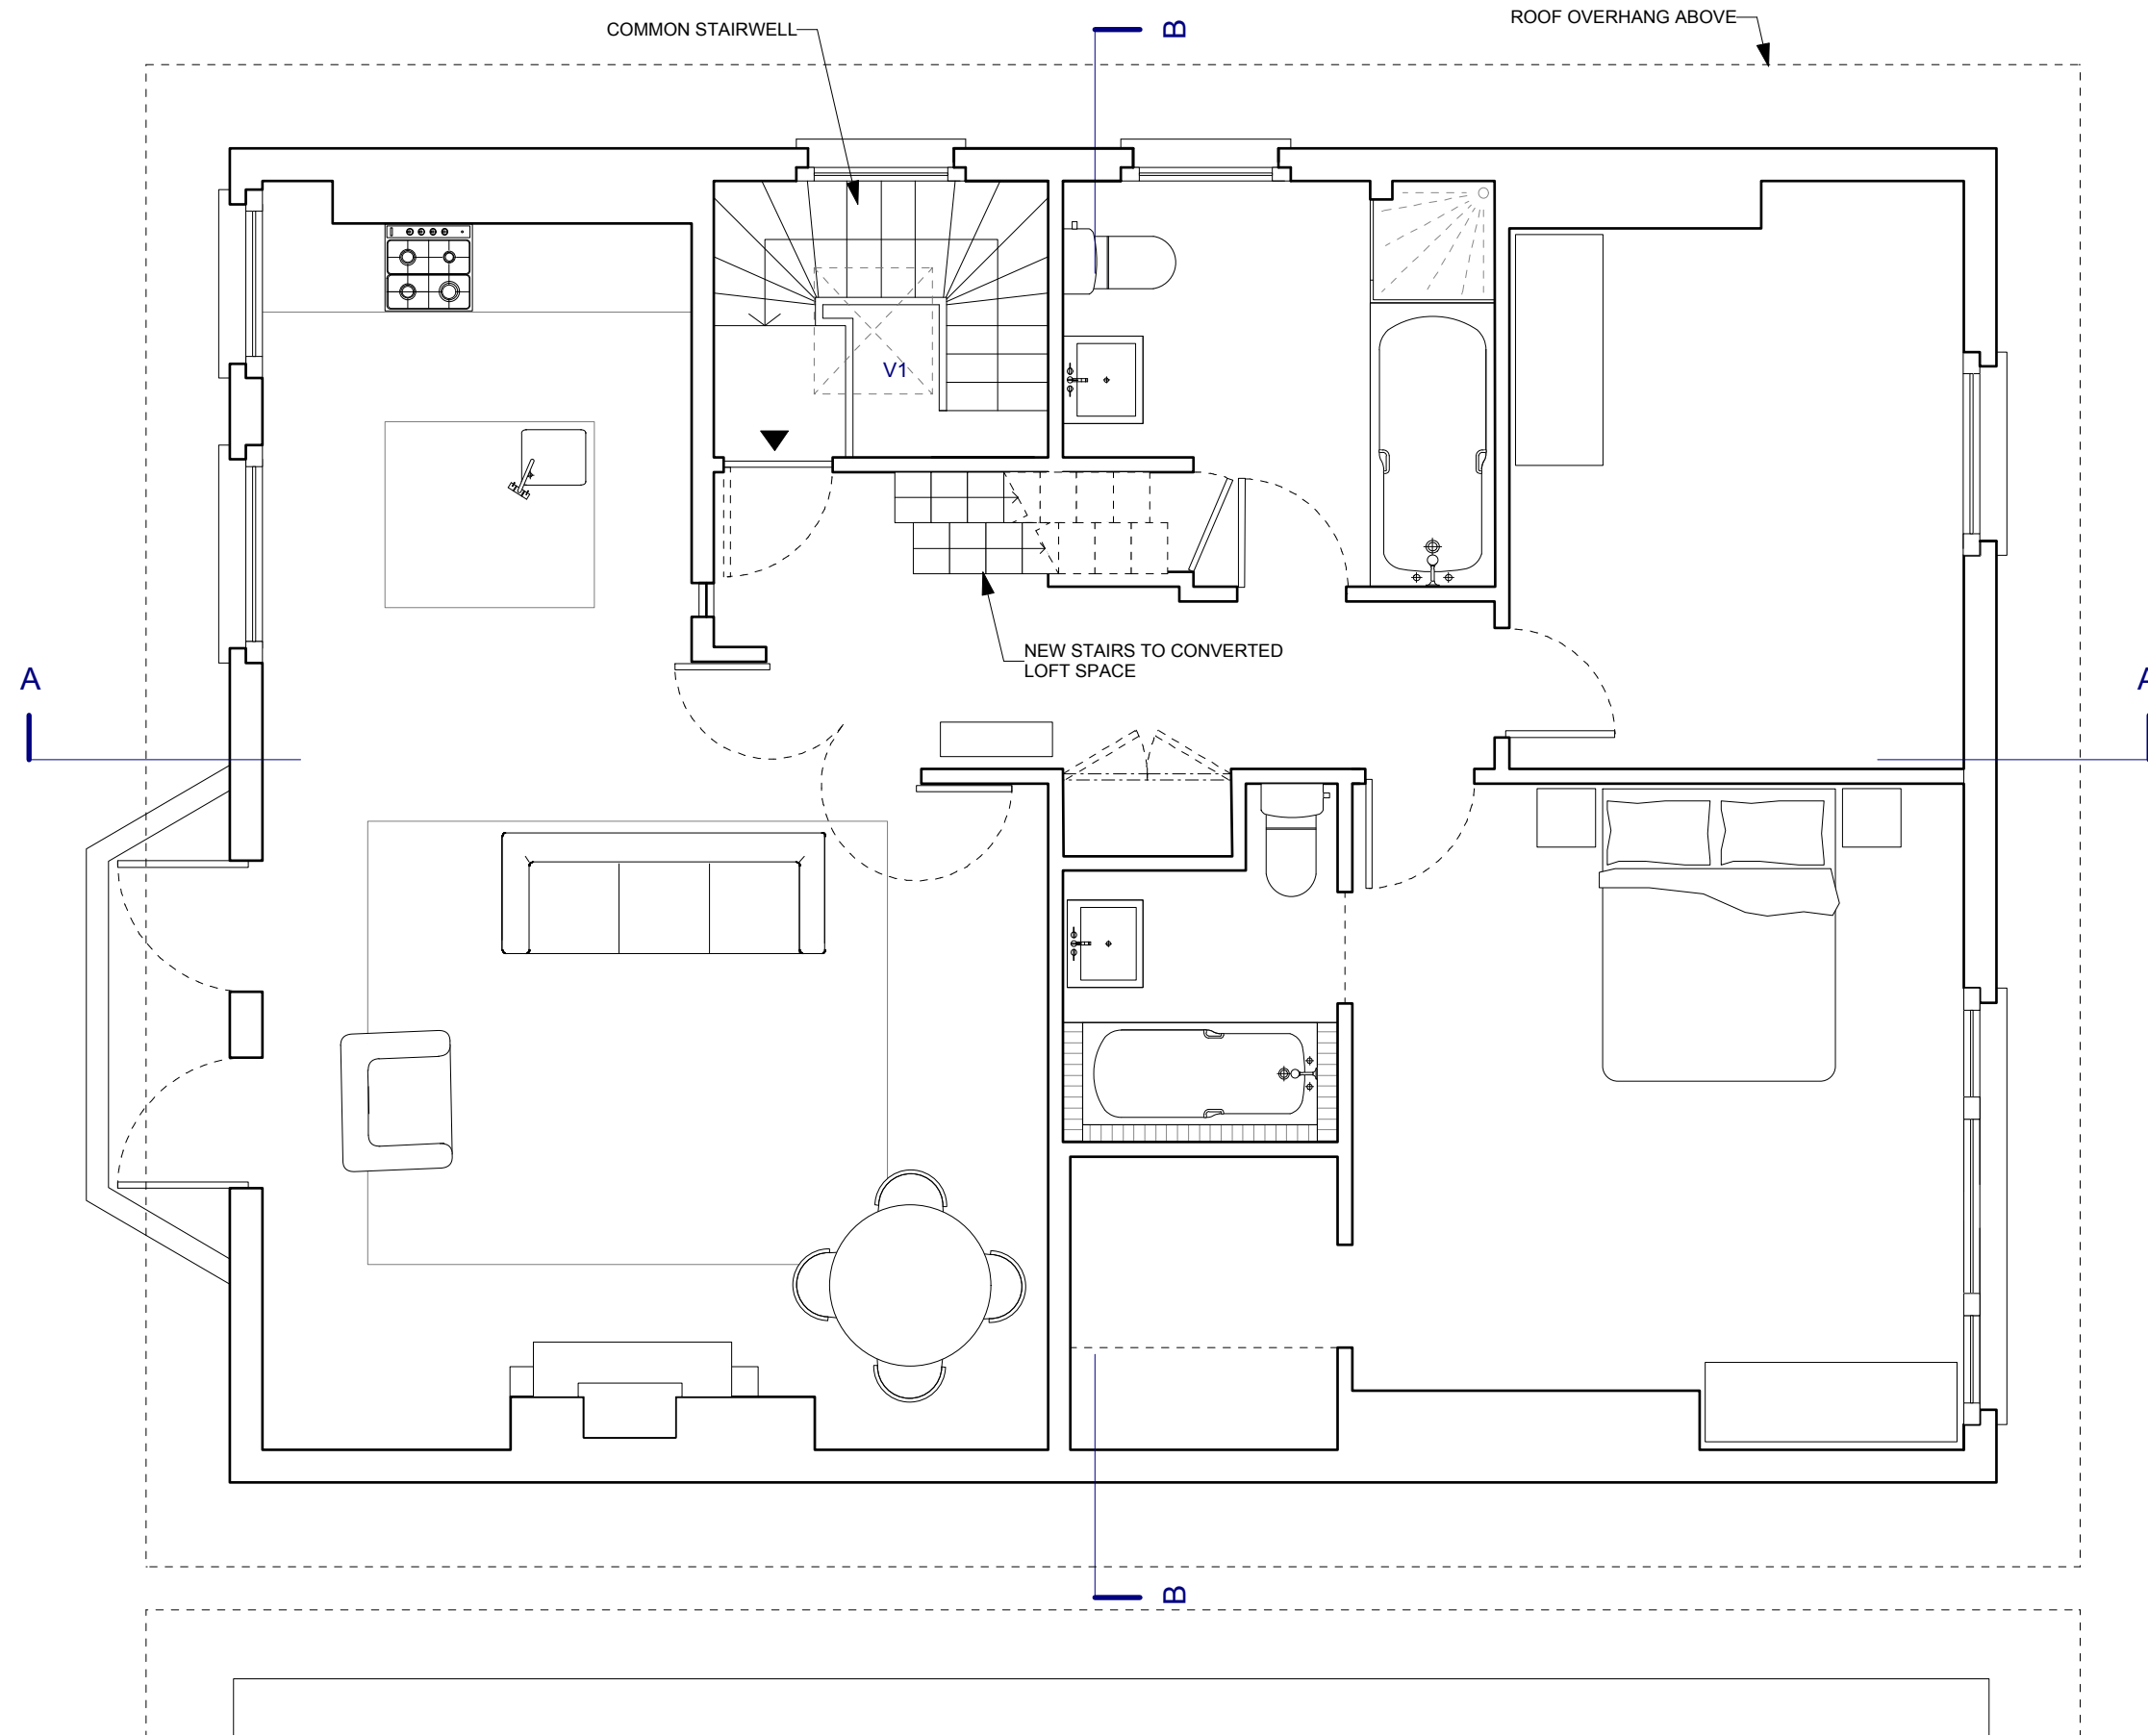 ROOF OVERHANG ABOVE
COMMON STAIRWELL
B
V1
NEW STAIRS TO CONVERTED
LOFT SPACE
A
A
B